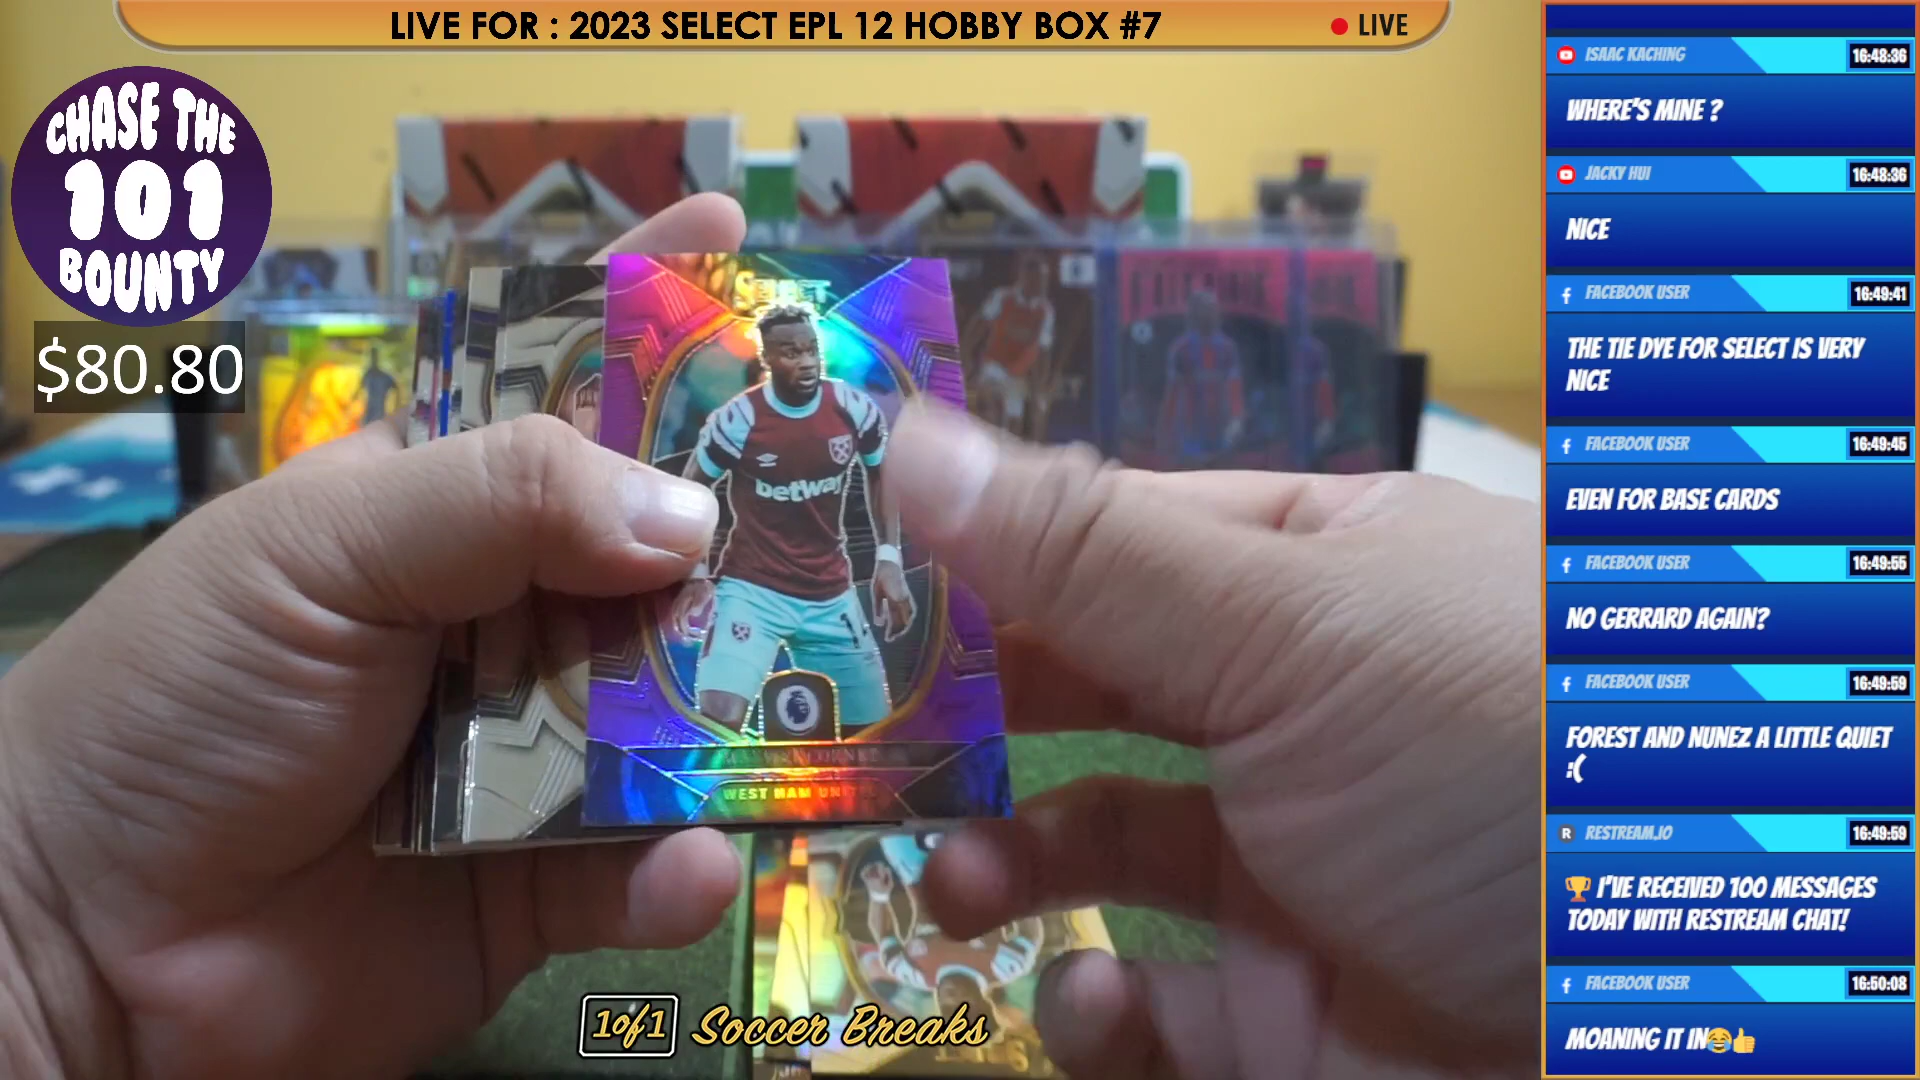 LIVE FOR : 2023 SELECT EPL 12 HOBBY BOX #7
LIVE
CHASE THE
101
BOUNTY
$80.80
SELECT
betway
WEST HAM UNITED
1of1 Soccer Breaks
ISAAC KACHING
16:48:36
WHERE'S MINE ?
JACKY HUI
16:48:36
NICE
FACEBOOK USER
16:49:41
THE TIE DYE FOR SELECT IS VERY
NICE
FACEBOOK USER
16:49:45
EVEN FOR BASE CARDS
FACEBOOK USER
16:49:55
NO GERRARD AGAIN?
FACEBOOK USER
16:49:59
FOREST AND NUNEZ A LITTLE QUIET
:(
R RESTREAM.IO
16:49:59
🏆 I'VE RECEIVED 100 MESSAGES
TODAY WITH RESTREAM CHAT!
FACEBOOK USER
16:50:08
MOANING IT IN😂👍